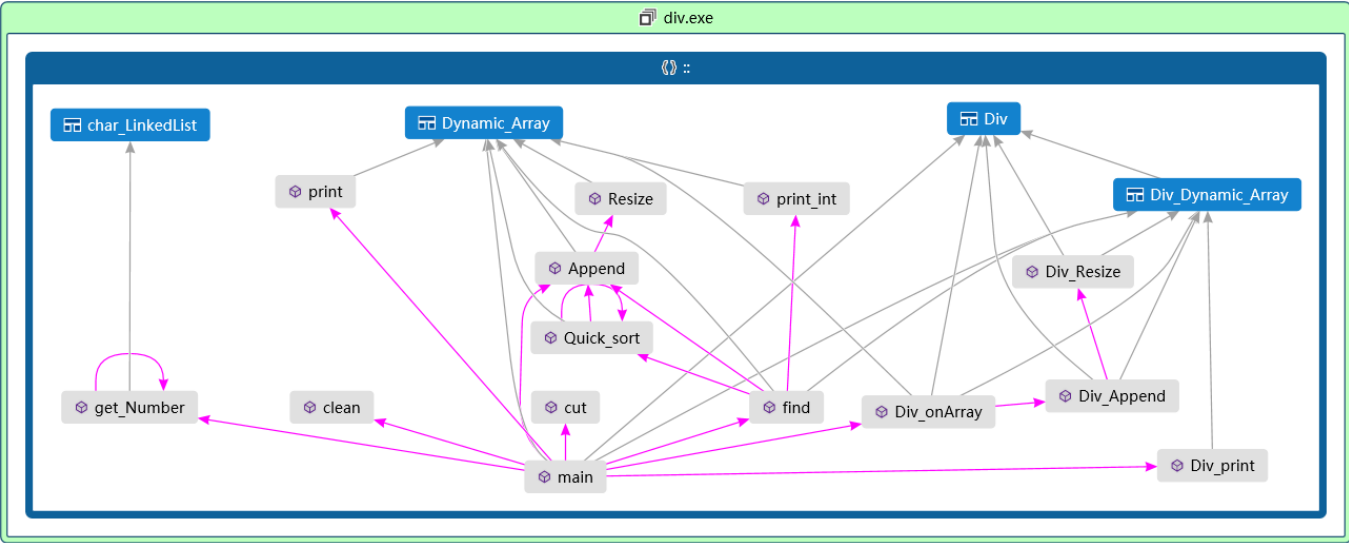 div.exe
::
char_LinkedList
Dynamic_Array
Div
print
Resize
print_int
Div_Dynamic_Array
Append
Div_Resize
Quick_sort
get_Number
clean
cut
find
Div_onArray
Div_Append
main
Div_print